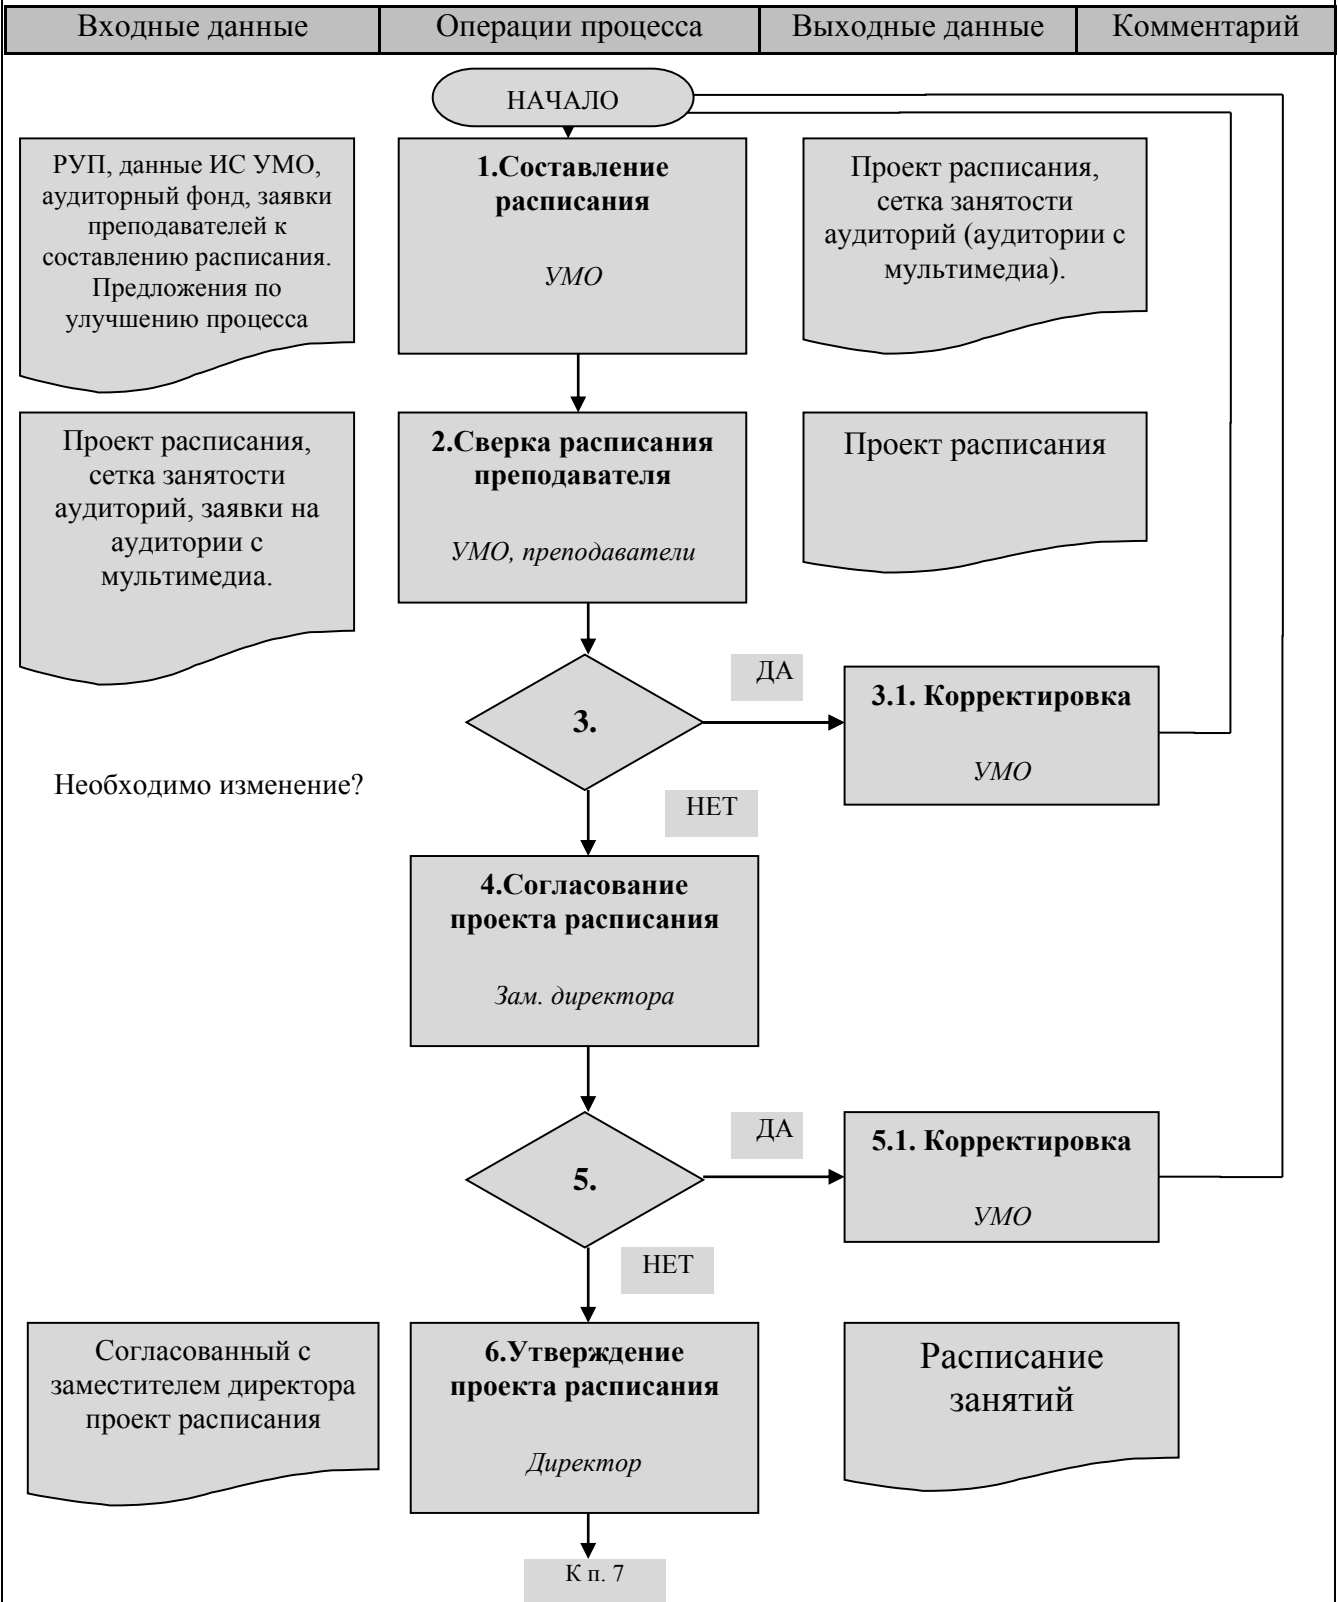 Входные данные
Операции процесса
Выходные данные
Комментарий
НАЧАЛО
РУП, данные ИС УМО,
аудиторный фонд, заявки
преподавателей к
составлению расписания.
Предложения по
улучшению процесса
1.Составление
расписания
УМО
Проект расписания,
сетка занятости
аудиторий (аудитории с
мультимедиа).
Проект расписания,
сетка занятости
аудиторий, заявки на
аудитории с
мультимедиа.
2.Сверка расписания
преподавателя
УМО, преподаватели
Проект расписания
3.
ДА
3.1. Корректировка
УМО
Необходимо изменение?
НЕТ
4.Согласование
проекта расписания
Зам. директора
5.
ДА
5.1. Корректировка
УМО
НЕТ
Согласованный с
заместителем директора
проект расписания
6.Утверждение
проекта расписания
Директор
Расписание
занятий
К п. 7